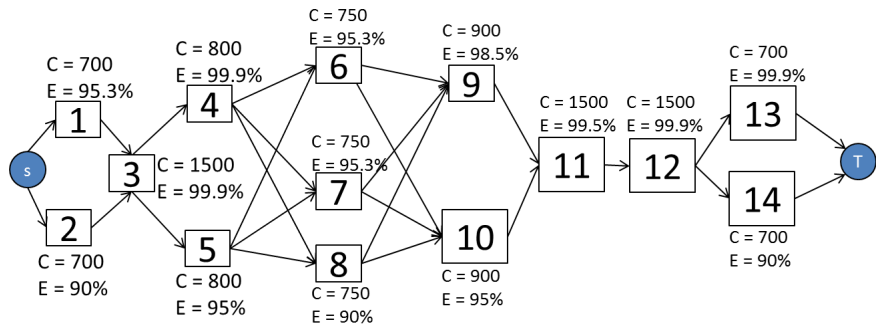 C = 750
E = 95.3%
6
C = 900
E = 98.5%
9
C = 700
E = 99.9%
13
C = 800
E = 99.9%
4
C = 700
E = 95.3%
1
C = 1500
E = 99.5%
11
C = 1500
E = 99.9%
12
s
3
C = 1500
E = 99.9%
C = 750
E = 95.3%
7
T
2
C = 700
E = 90%
5
C = 800
E = 95%
8
C = 750
E = 90%
10
C = 900
E = 95%
14
C = 700
E = 90%